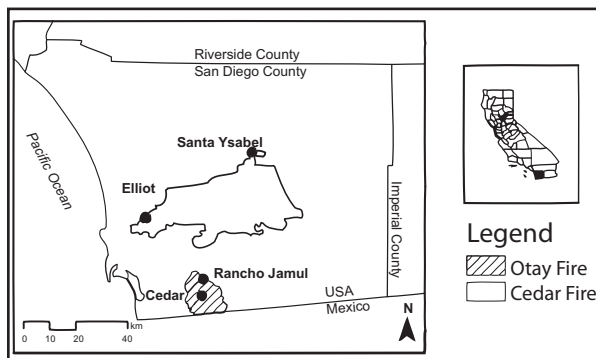 Riverside County
San Diego County
Pacific Ocean
Santa Ysabel
Elliot
Imperial County
Rancho Jamul
Cedar
USA
Mexico
N
km
0 10 20 40
Legend
Otay Fire
Cedar Fire